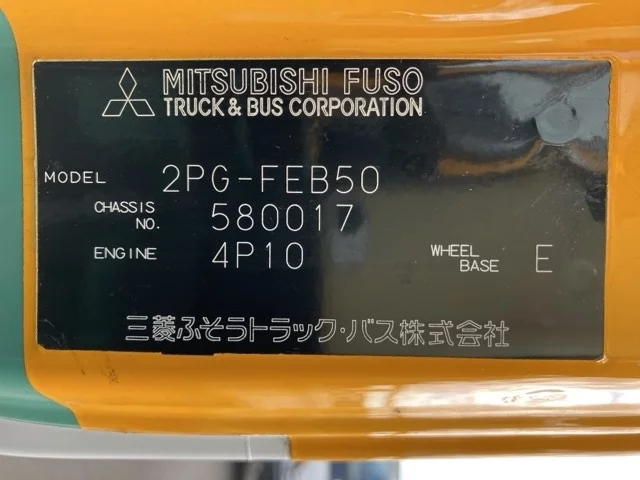 MITSUBISHI FUSO
TRUCK & BUS CORPORATION
MODEL 2PG-FEB50
CHASSIS NO. 580017
ENGINE 4P10 WHEEL BASE E
三菱ふそうトラック・バス株式会社